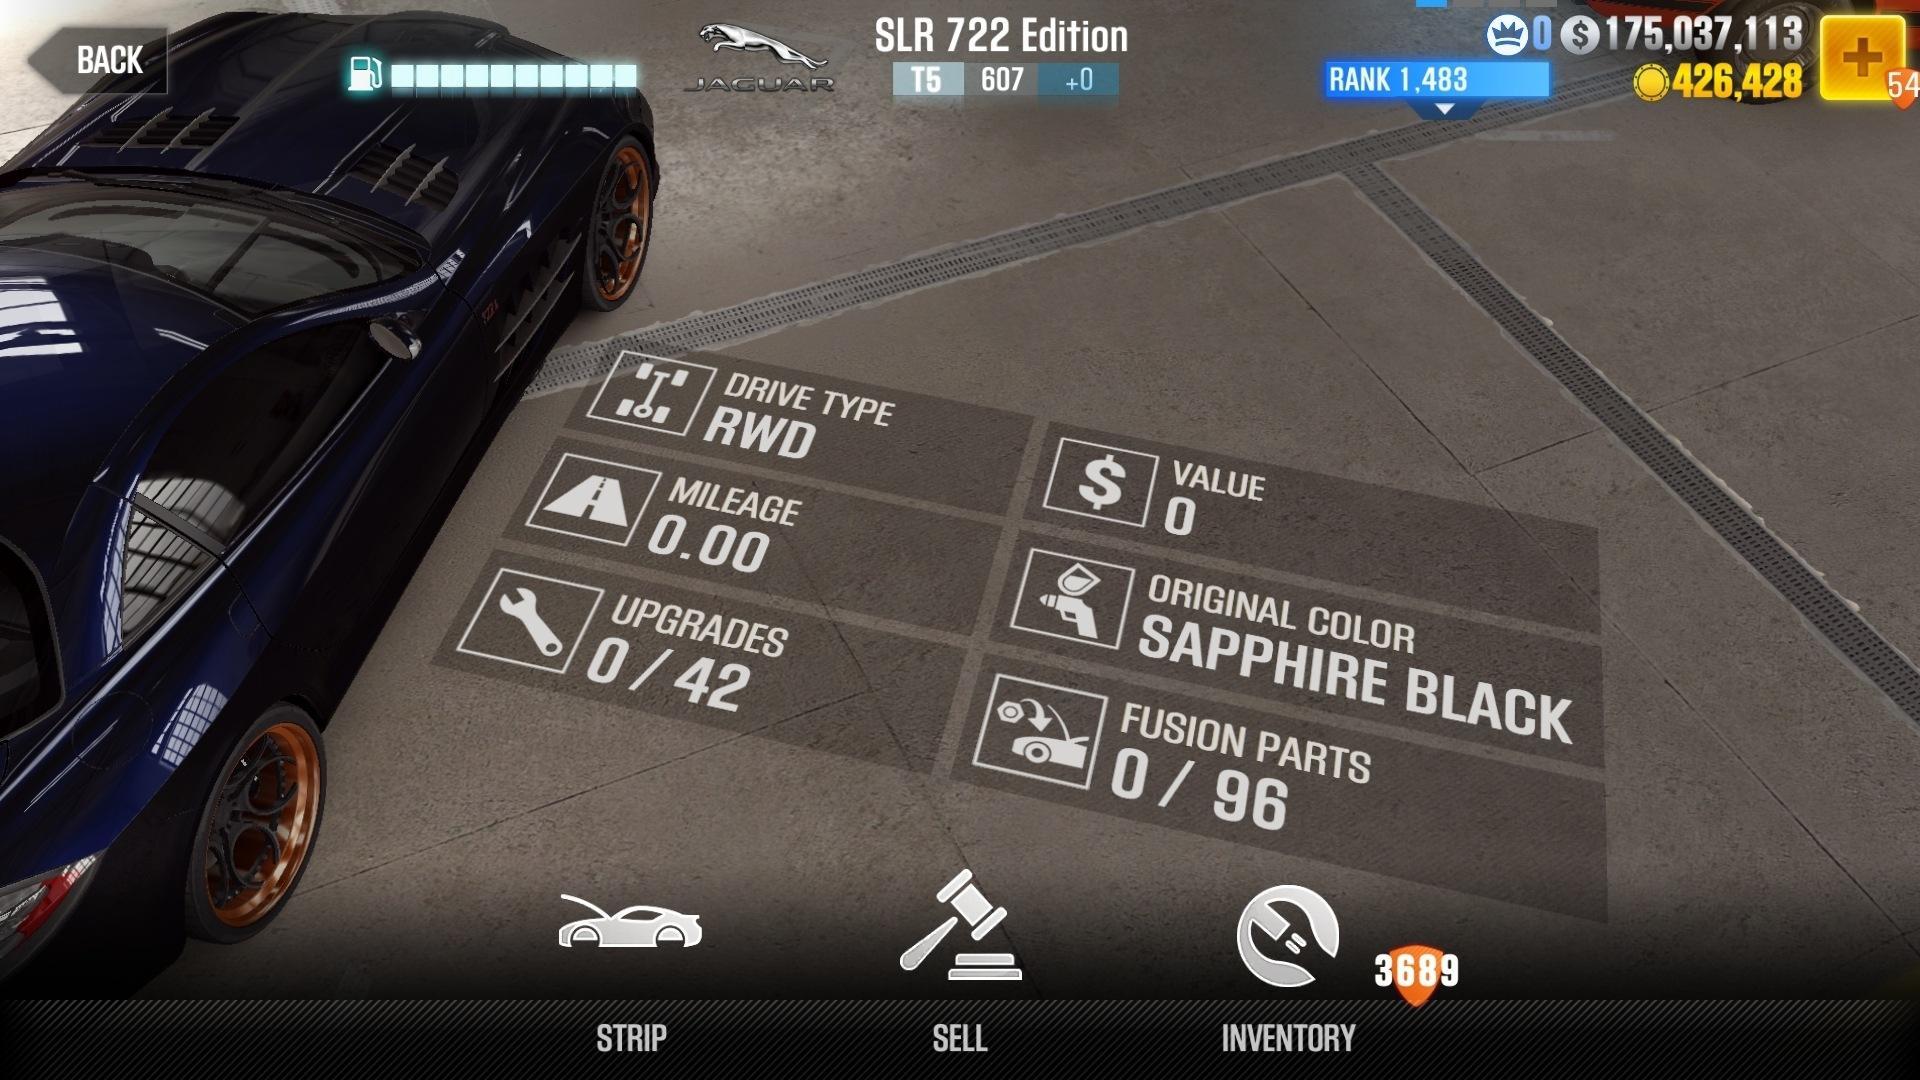 BACK
JAGUAR
SLR 722 Edition
T5 607 +0
0 $ 175,037,113
RANK 1,483
426,428
54
DRIVE TYPE
RWD
MILEAGE
0.00
UPGRADES
0 / 42
VALUE
0
ORIGINAL COLOR
SAPPHIRE BLACK
FUSION PARTS
0 / 96
3689
STRIP
SELL
INVENTORY